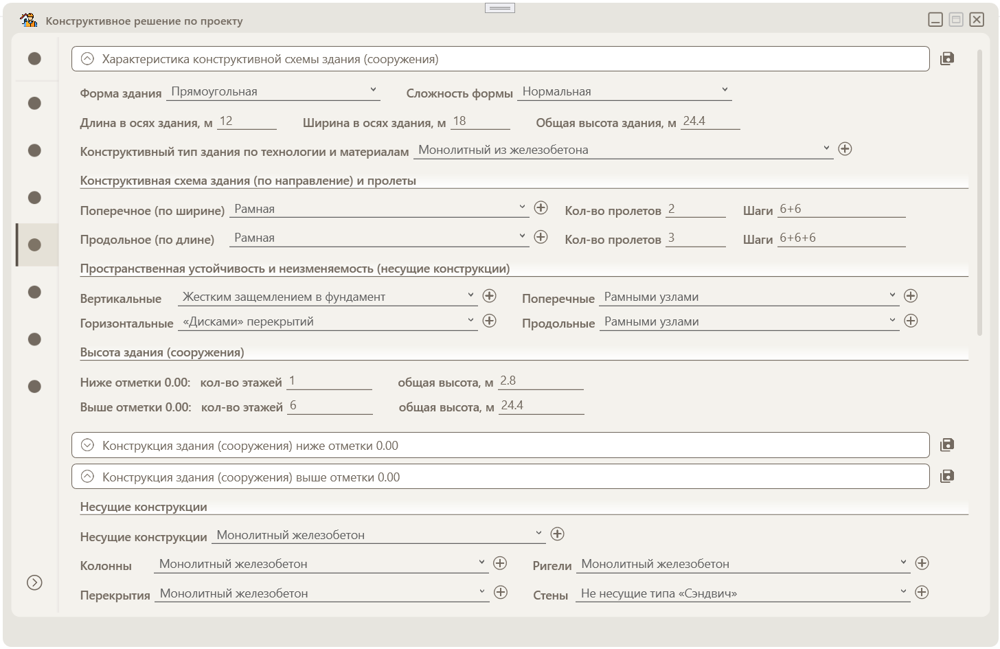 Конструктивное решение по проекту
Характеристика конструктивной схемы здания (сооружения)
Форма здания Прямоугольная Сложность формы Нормальная
Длина в осях здания, м 12 Ширина в осях здания, м 18 Общая высота здания, м 24.4
Конструктивный тип здания по технологии и материалам Монолитный из железобетона
Конструктивная схема здания (по направление) и пролеты
Поперечное (по ширине) Рамная Кол-во пролетов 2 Шаги 6+6
Продольное (по длине) Рамная Кол-во пролетов 3 Шаги 6+6+6
Пространственная устойчивость и неизменяемость (несущие конструкции)
Вертикальные Жестким защемлением в фундамент Поперечные Рамными узлами
Горизонтальные «Дисками» перекрытий Продольные Рамными узлами
Высота здания (сооружения)
Ниже отметки 0.00: кол-во этажей 1 общая высота, м 2.8
Выше отметки 0.00: кол-во этажей 6 общая высота, м 24.4
Конструкция здания (сооружения) ниже отметки 0.00
Конструкция здания (сооружения) выше отметки 0.00
Несущие конструкции
Несущие конструкции Монолитный железобетон
Колонны Монолитный железобетон Ригели Монолитный железобетон
Перекрытия Монолитный железобетон Стены Не несущие типа «Сэндвич»